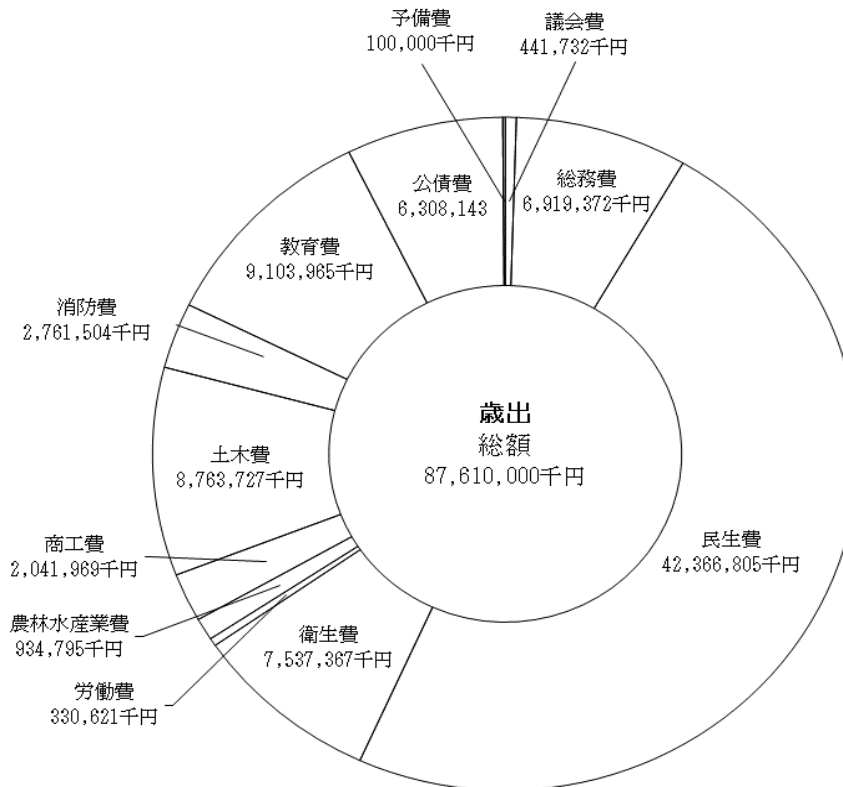 予備費
100,000千円
議会費
441,732千円
総務費
6,919,372千円
民生費
42,366,805千円
衛生費
7,537,367千円
労働費
330,621千円
農林水産業費
934,795千円
商工費
2,041,969千円
土木費
8,763,727千円
消防費
2,761,504千円
教育費
9,103,965千円
公債費
6,308,143
歳出
総額
87,610,000千円